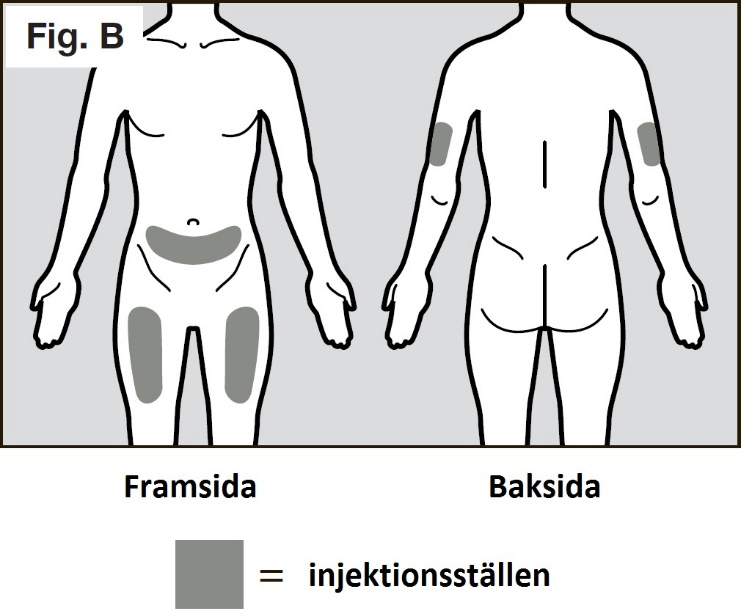 Fig. B
Framsida Baksida
= injektionsställen